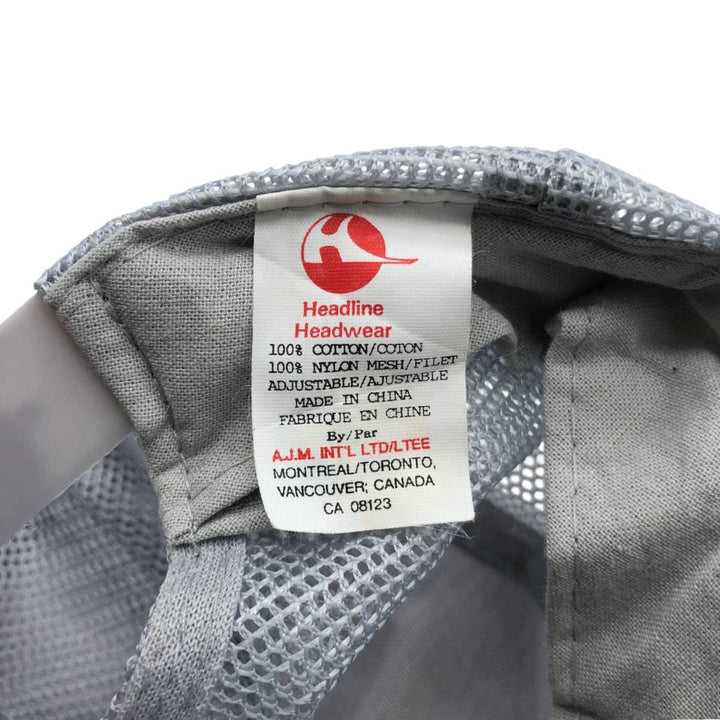 Headline
Headwear
100% COTTON/COTON
100% NYLON MESH/FILET
ADJUSTABLE/AJUSTABLE
MADE IN CHINA
FABRIQUE EN CHINE
By/Par
A.J.M. INT'L LTD/LTEE
MONTREAL/TORONTO,
VANCOUVER; CANADA
CA 08123